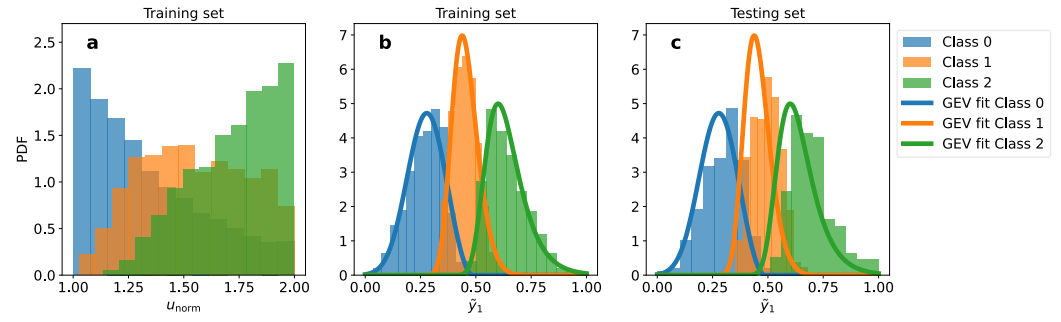 Training set
Training set
Testing set
a
b
c
PDF
2.5
2.0
1.5
1.0
0.5
0.0
1.00 1.25 1.50 1.75 2.00
u_norm
7
6
5
4
3
2
1
0
0.00 0.25 0.50 0.75 1.00
ỹ₁
7
6
5
4
3
2
1
0
0.00 0.25 0.50 0.75 1.00
ỹ₁
Class 0
Class 1
Class 2
GEV fit Class 0
GEV fit Class 1
GEV fit Class 2